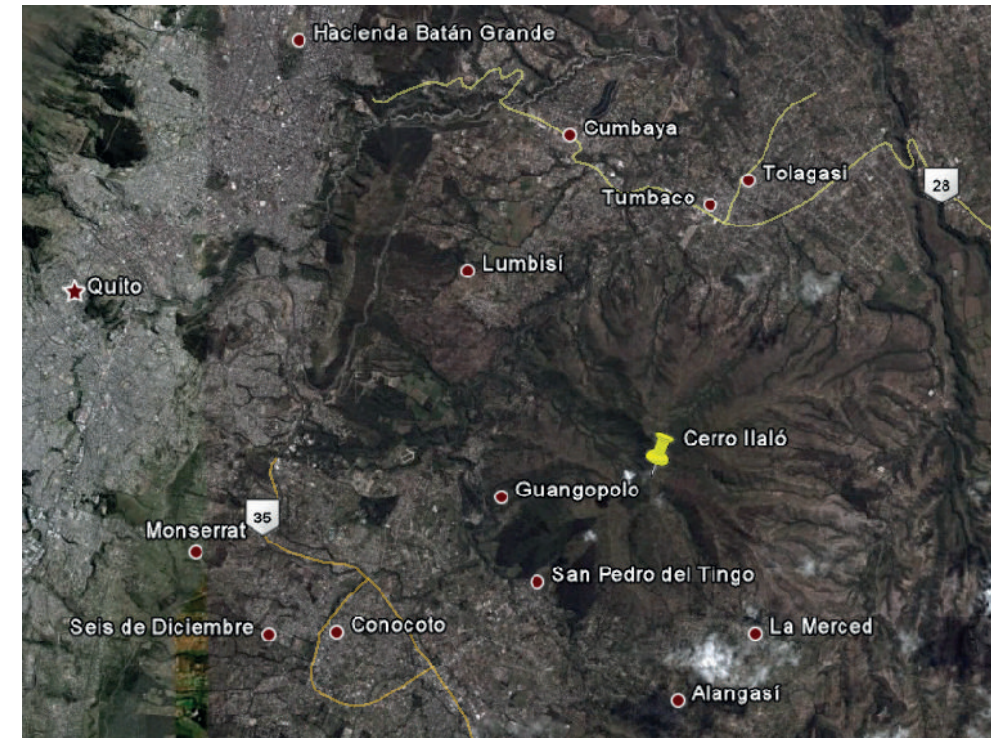 Hacienda Batán Grande
Cumbaya
Tolagasi
28
Tumbaco
Lumbisí
Quito
Cerro Ilaló
Guangopolo
35
Monserrat
San Pedro del Tingo
Seis de Diciembre
Conocoto
La Merced
Alangasí